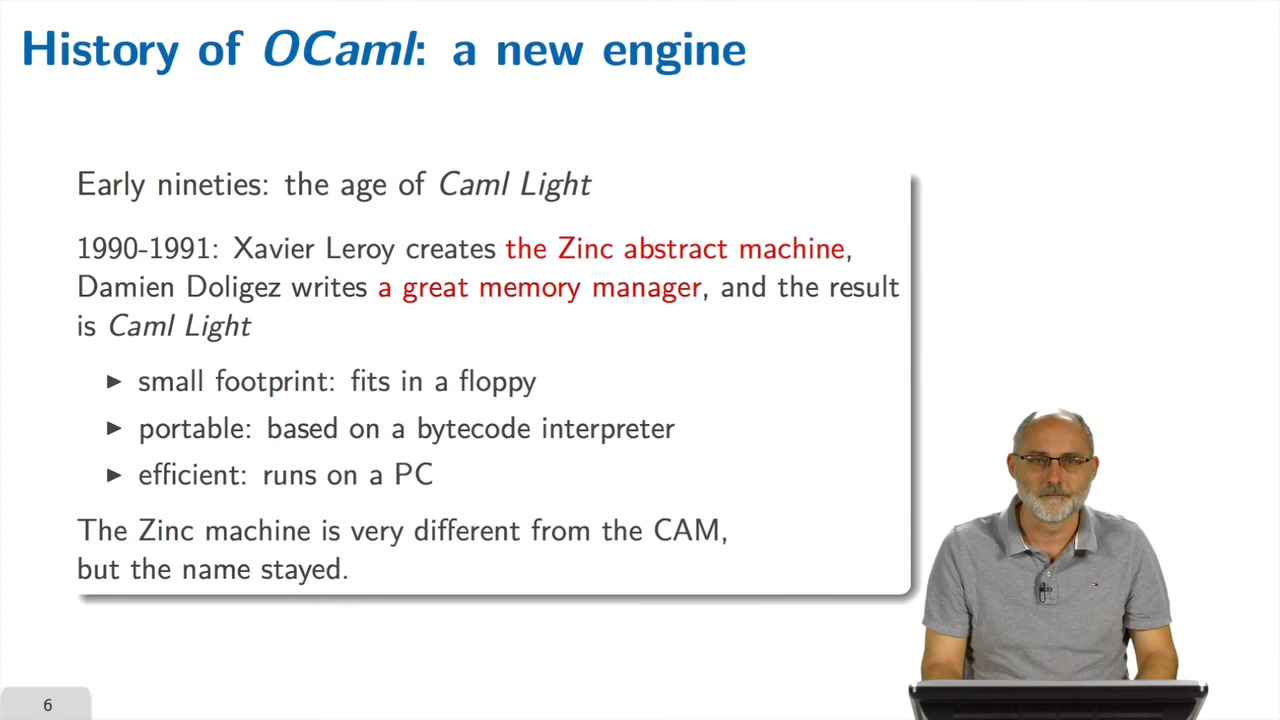 History of OCaml: a new engine
Early nineties: the age of Caml Light
1990-1991: Xavier Leroy creates the Zinc abstract machine,
Damien Doligez writes a great memory manager, and the result
is Caml Light
▶ small footprint: fits in a floppy
▶ portable: based on a bytecode interpreter
▶ efficient: runs on a PC
The Zinc machine is very different from the CAM,
but the name stayed.
6